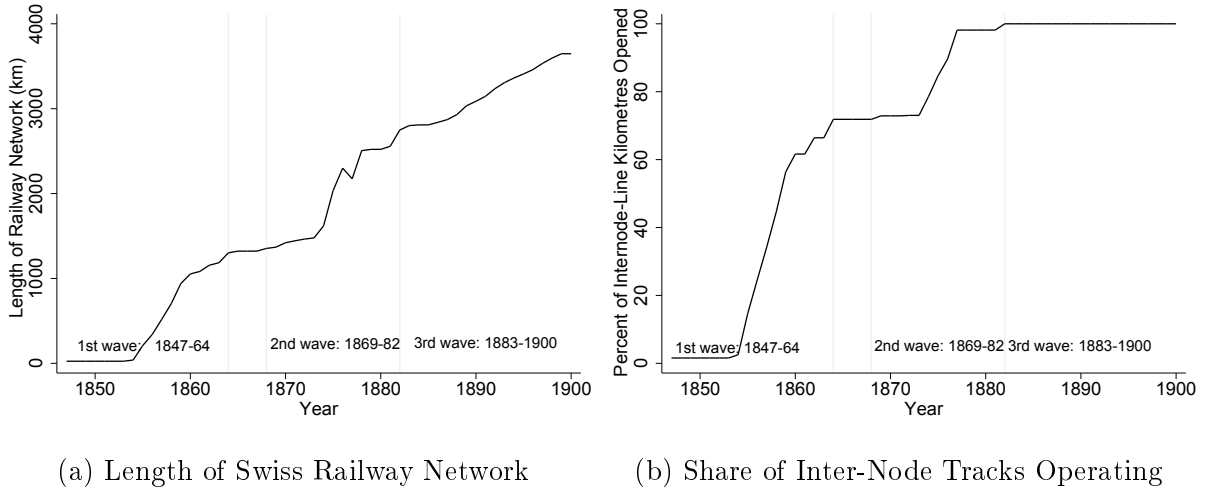 Length of Railway Network (km)
4000
3000
2000
1000
0
1st wave: 1847-64
2nd wave: 1869-82
3rd wave: 1883-1900
1850 1860 1870 1880 1890 1900
Year
(a) Length of Swiss Railway Network
Percent of Internode-Line Kilometres Opened
100
80
60
40
20
0
1st wave: 1847-64
2nd wave: 1869-82
3rd wave: 1883-1900
1850 1860 1870 1880 1890 1900
Year
(b) Share of Inter-Node Tracks Operating